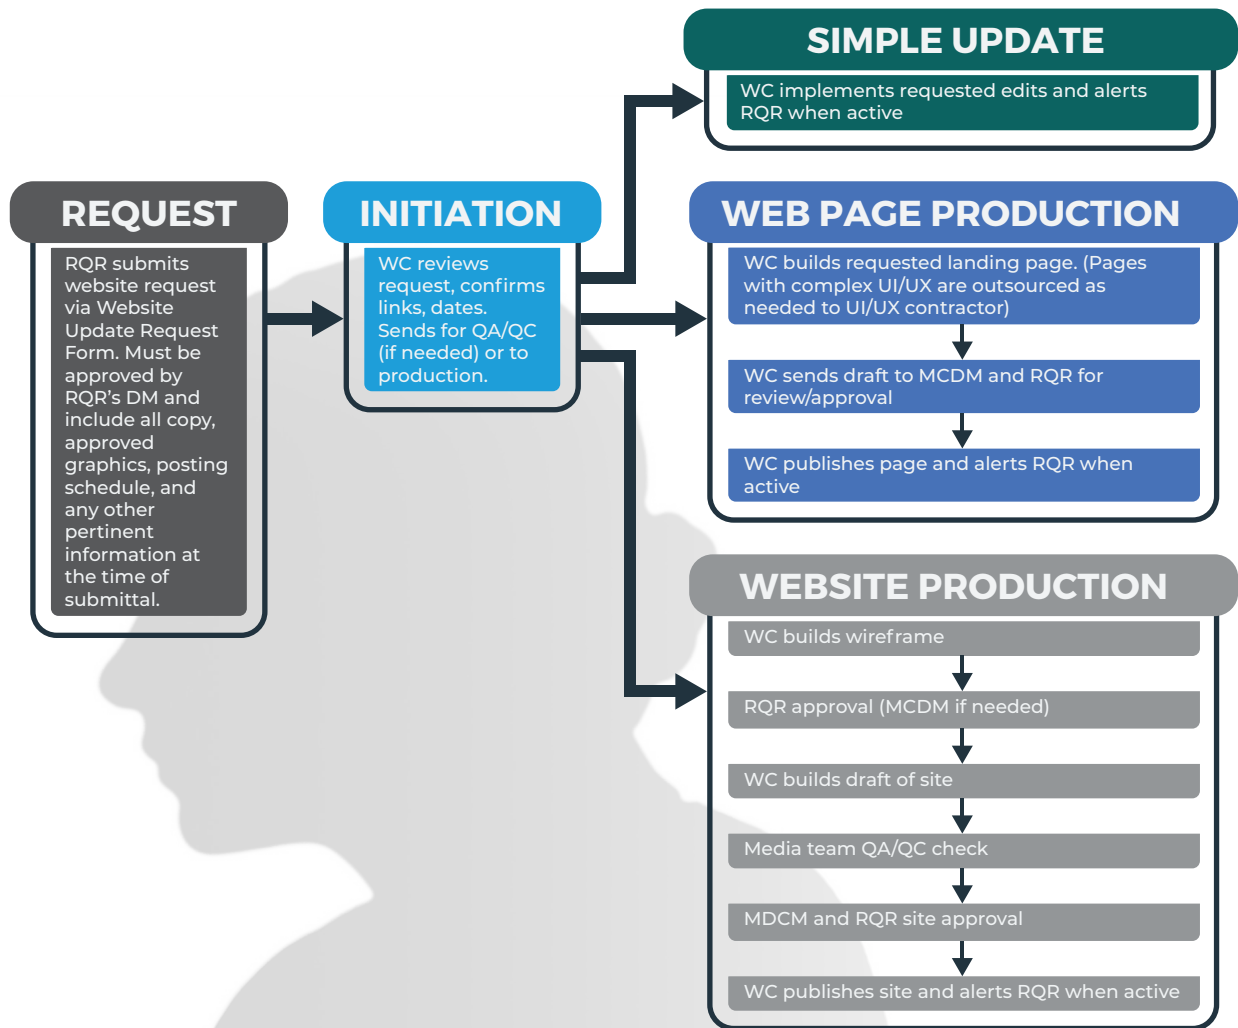 SIMPLE UPDATE
WC implements requested edits and alerts
RQR when active
REQUEST
RQR submits
website request
via Website
Update Request
Form. Must be
approved by
RQR’s DM and
include all copy,
approved
graphics, posting
schedule, and
any other
pertinent
information at
the time of
submittal.
INITIATION
WC reviews
request, confirms
links, dates.
Sends for QA/QC
(if needed) or to
production.
WEB PAGE PRODUCTION
WC builds requested landing page. (Pages
with complex UI/UX are outsourced as
needed to UI/UX contractor)
WC sends draft to MCDM and RQR for
review/approval
WC publishes page and alerts RQR when
active
WEBSITE PRODUCTION
WC builds wireframe
RQR approval (MCDM if needed)
WC builds draft of site
Media team QA/QC check
MDCM and RQR site approval
WC publishes site and alerts RQR when active